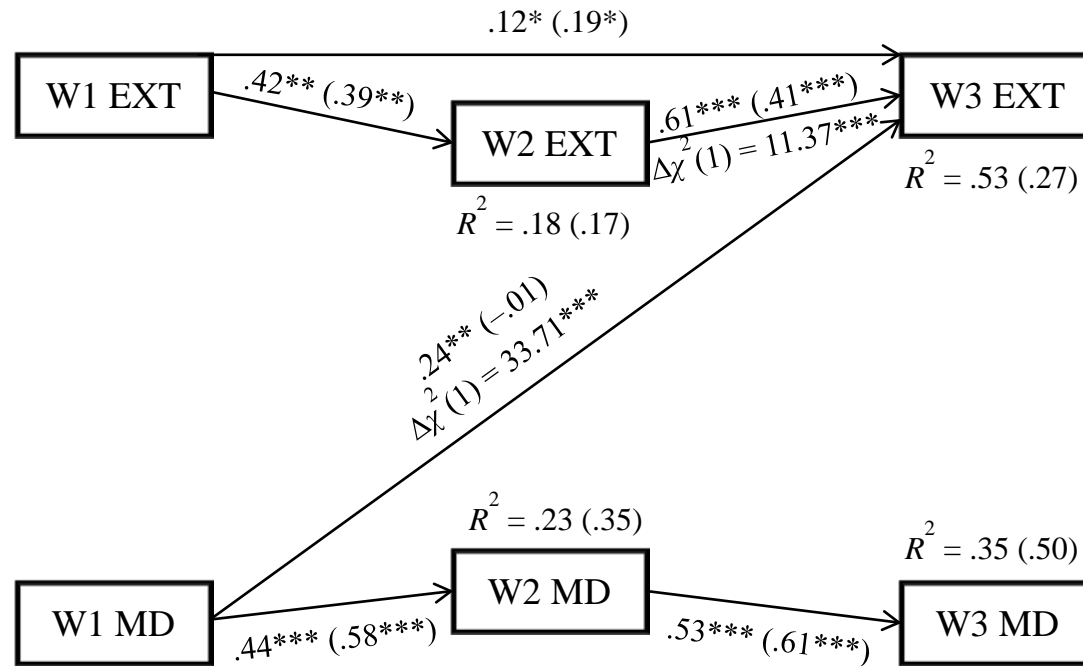 .12* (.19*)
W1 EXT
.42** (.39**)
W2 EXT
R² = .18 (.17)
.61*** (.41***)
Δχ²(1) = 11.37***
W3 EXT
R² = .53 (.27)
.24** (–.01)
Δχ²(1) = 33.71***
W1 MD
.44*** (.58***)
R² = .23 (.35)
W2 MD
.53*** (.61***)
R² = .35 (.50)
W3 MD